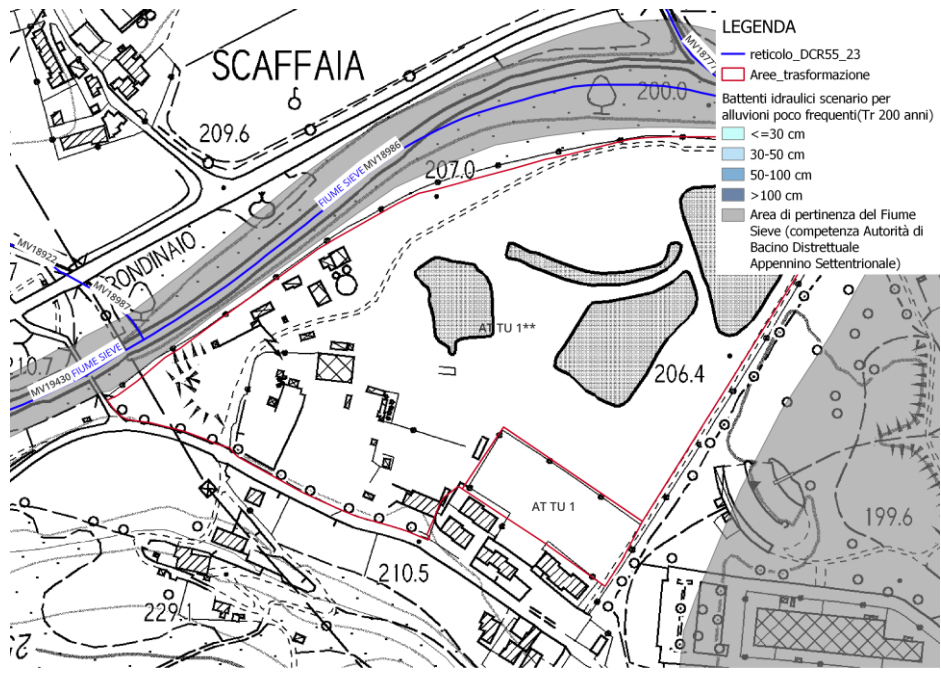 LEGENDA
reticolo_DCR55_23
Aree_trasformazione
Battenti idraulici scenario per
alluvioni poco frequenti(Tr 200 anni)
<=30 cm
30-50 cm
50-100 cm
>100 cm
Area di pertinenza del Fiume
Sieve (competenza Autorità di
Bacino Distrettuale
Appennino Settentrionale)
MV18777
SCAFFAIA
200.0
209.6
207.0
FIUME SIEVE MV18986
MV18922
RONDINAIO
MV18987
AT TU 1**
210.7
MV19430 FIUME SIEVE
206.4
AT TU 1
199.6
210.5
229.1